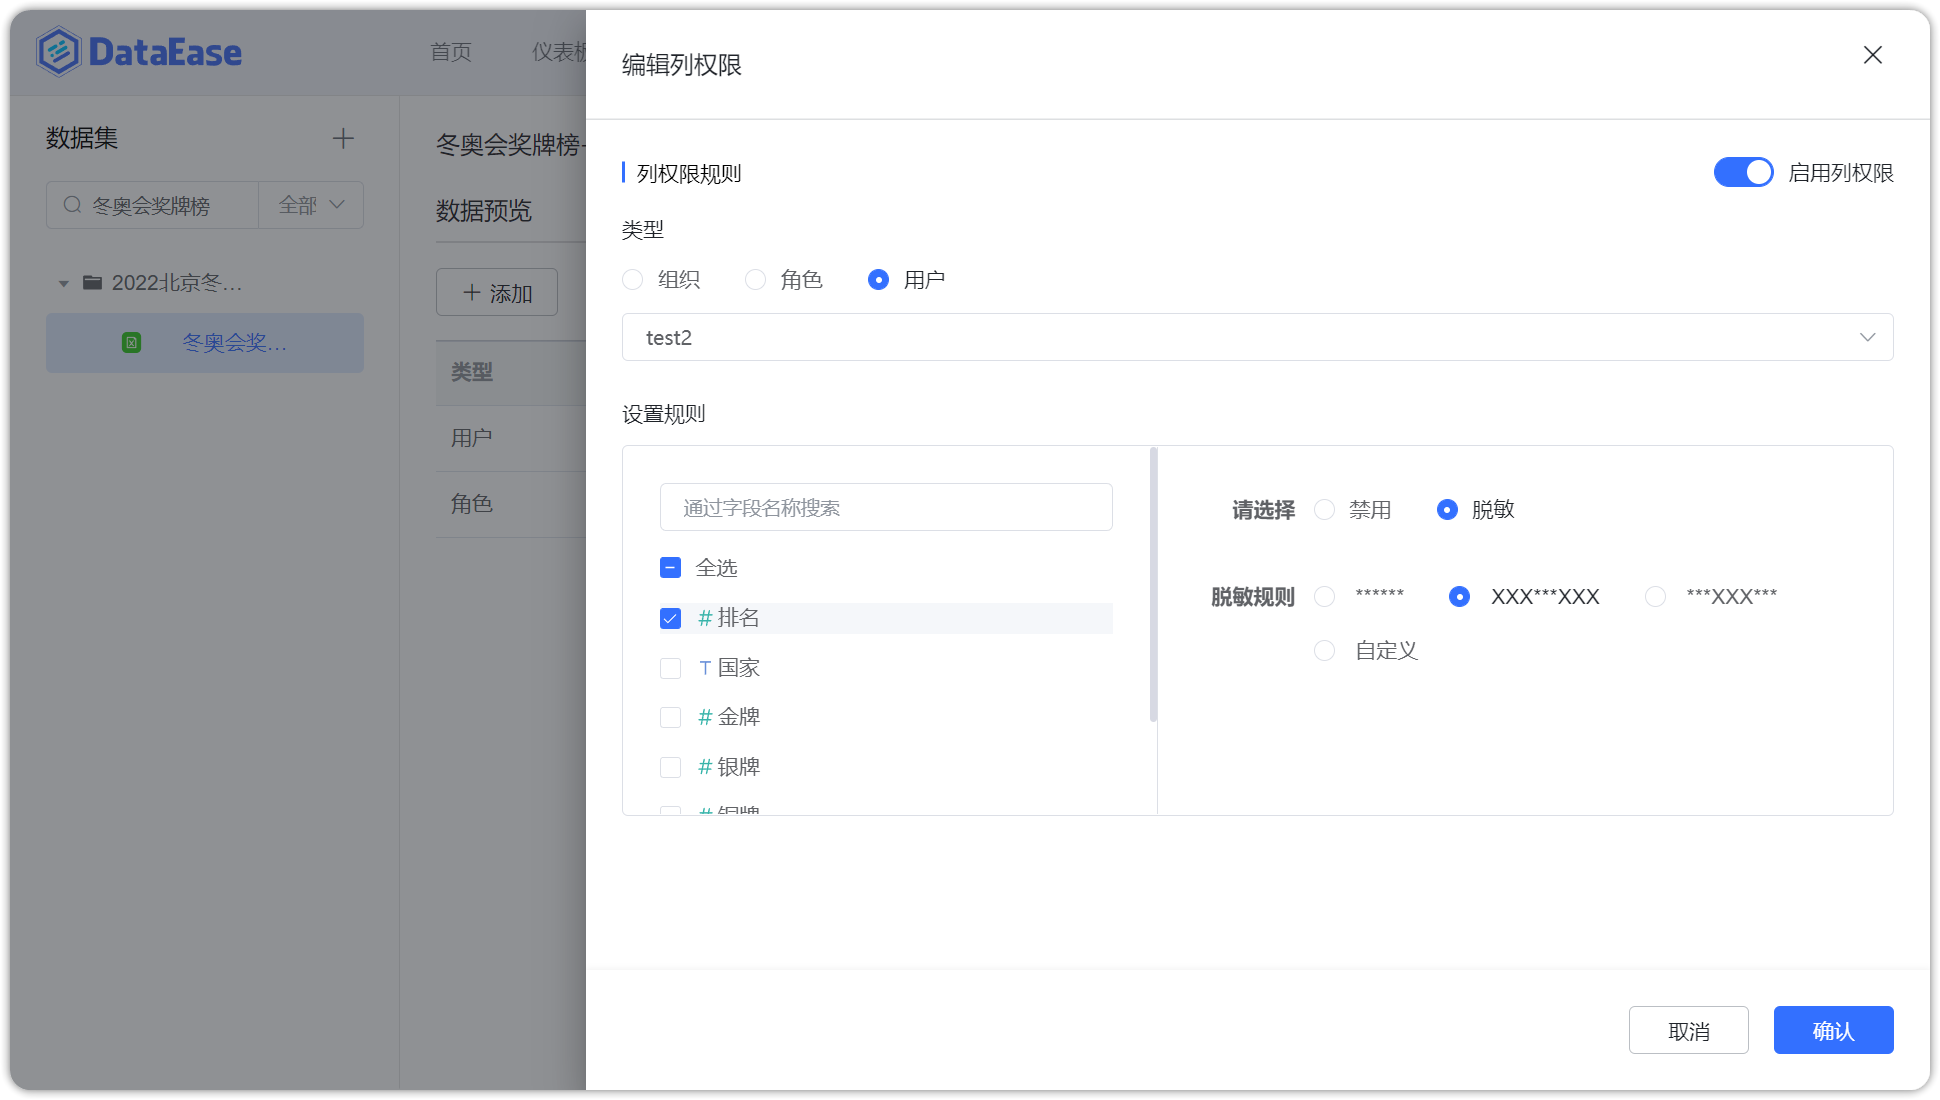 DataEase
首页
仪表板
数据集
冬奥会奖牌榜
全部
2022北京冬...
冬奥会奖...
冬奥会奖牌榜-
数据预览
添加
类型
用户
角色
编辑列权限
列权限规则
启用列权限
类型
组织
角色
用户
test2
设置规则
通过字段名称搜索
全选
# 排名
T 国家
# 金牌
# 银牌
# 铜牌
请选择
禁用
脱敏
脱敏规则
******
XXX***XXX
***XXX***
自定义
取消
确认